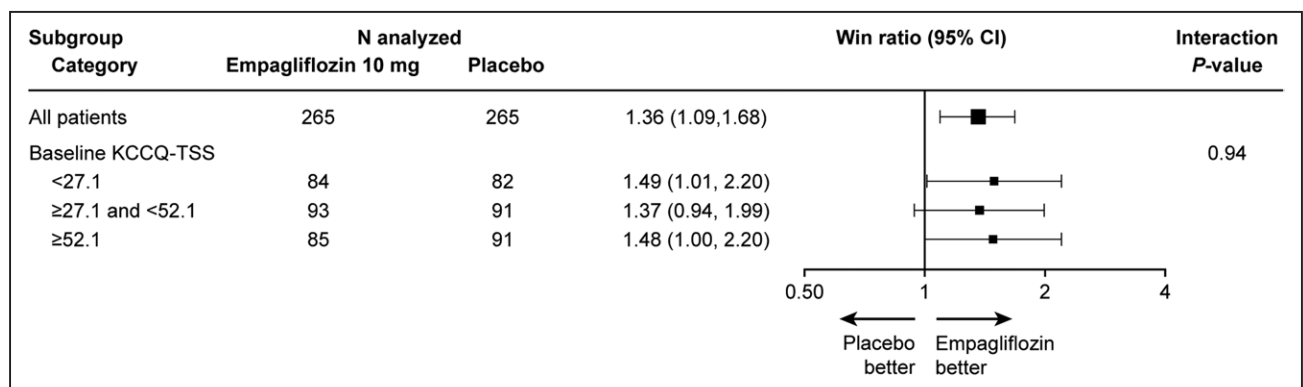 Subgroup N analyzed Win ratio (95% CI) Interaction
Category Empagliflozin 10 mg Placebo P-value
All patients 265 265 1.36 (1.09,1.68)
Baseline KCCQ-TSS 0.94
<27.1 84 82 1.49 (1.01, 2.20)
≥27.1 and <52.1 93 91 1.37 (0.94, 1.99)
≥52.1 85 91 1.48 (1.00, 2.20)
0.50 1 2 4
Placebo Empagliflozin
better better